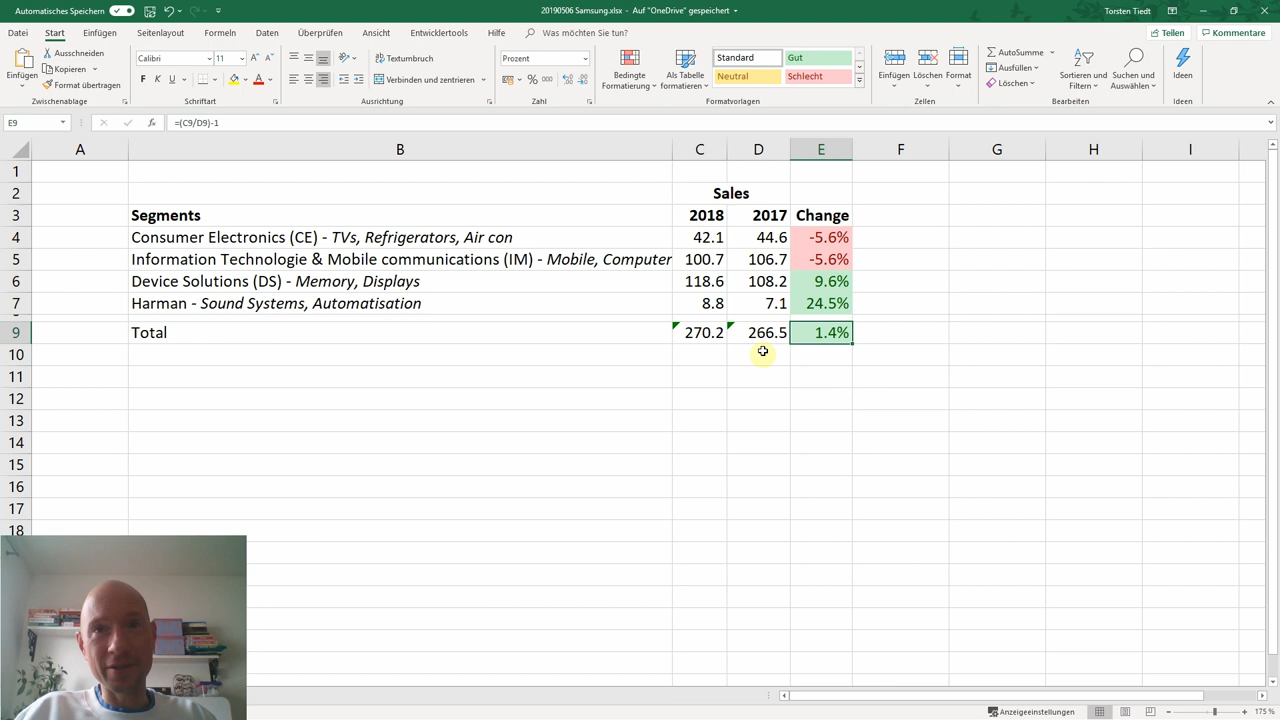 Automatisches Speichern
20190506 Samsung.xlsx - Auf "OneDrive" gespeichert
Torsten Tiedt
Datei Start Einfügen Seitenlayout Formeln Daten Überprüfen Ansicht Entwicklertools Hilfe Was möchten Sie tun? Teilen Kommentare
Einfügen
Ausschneiden
Kopieren
Format übertragen
Zwischenablage
Calibri 11
F K U
Schriftart
Textumbruch
Verbinden und zentrieren
Ausrichtung
Prozent
% 000
Zahl
Bedingte Formatierung
Als Tabelle formatieren
Standard Gut
Neutral Schlecht
Formatvorlagen
Einfügen Löschen Format
Zellen
AutoSumme
Ausfüllen
Löschen
Sortieren und Filtern
Suchen und Auswählen
Bearbeiten
Ideen
Ideen
E9 fx =(C9/D9)-1
A B C D E F G H I
1
2 Sales
3 Segments 2018 2017 Change
4 Consumer Electronics (CE) - TVs, Refrigerators, Air con 42.1 44.6 -5.6%
5 Information Technologie & Mobile communications (IM) - Mobile, Computer 100.7 106.7 -5.6%
6 Device Solutions (DS) - Memory, Displays 118.6 108.2 9.6%
7 Harman - Sound Systems, Automatisation 8.8 7.1 24.5%
9 Total 270.2 266.5 1.4%
10
11
12
13
14
15
16
17
18
Anzeigeeinstellungen
175 %